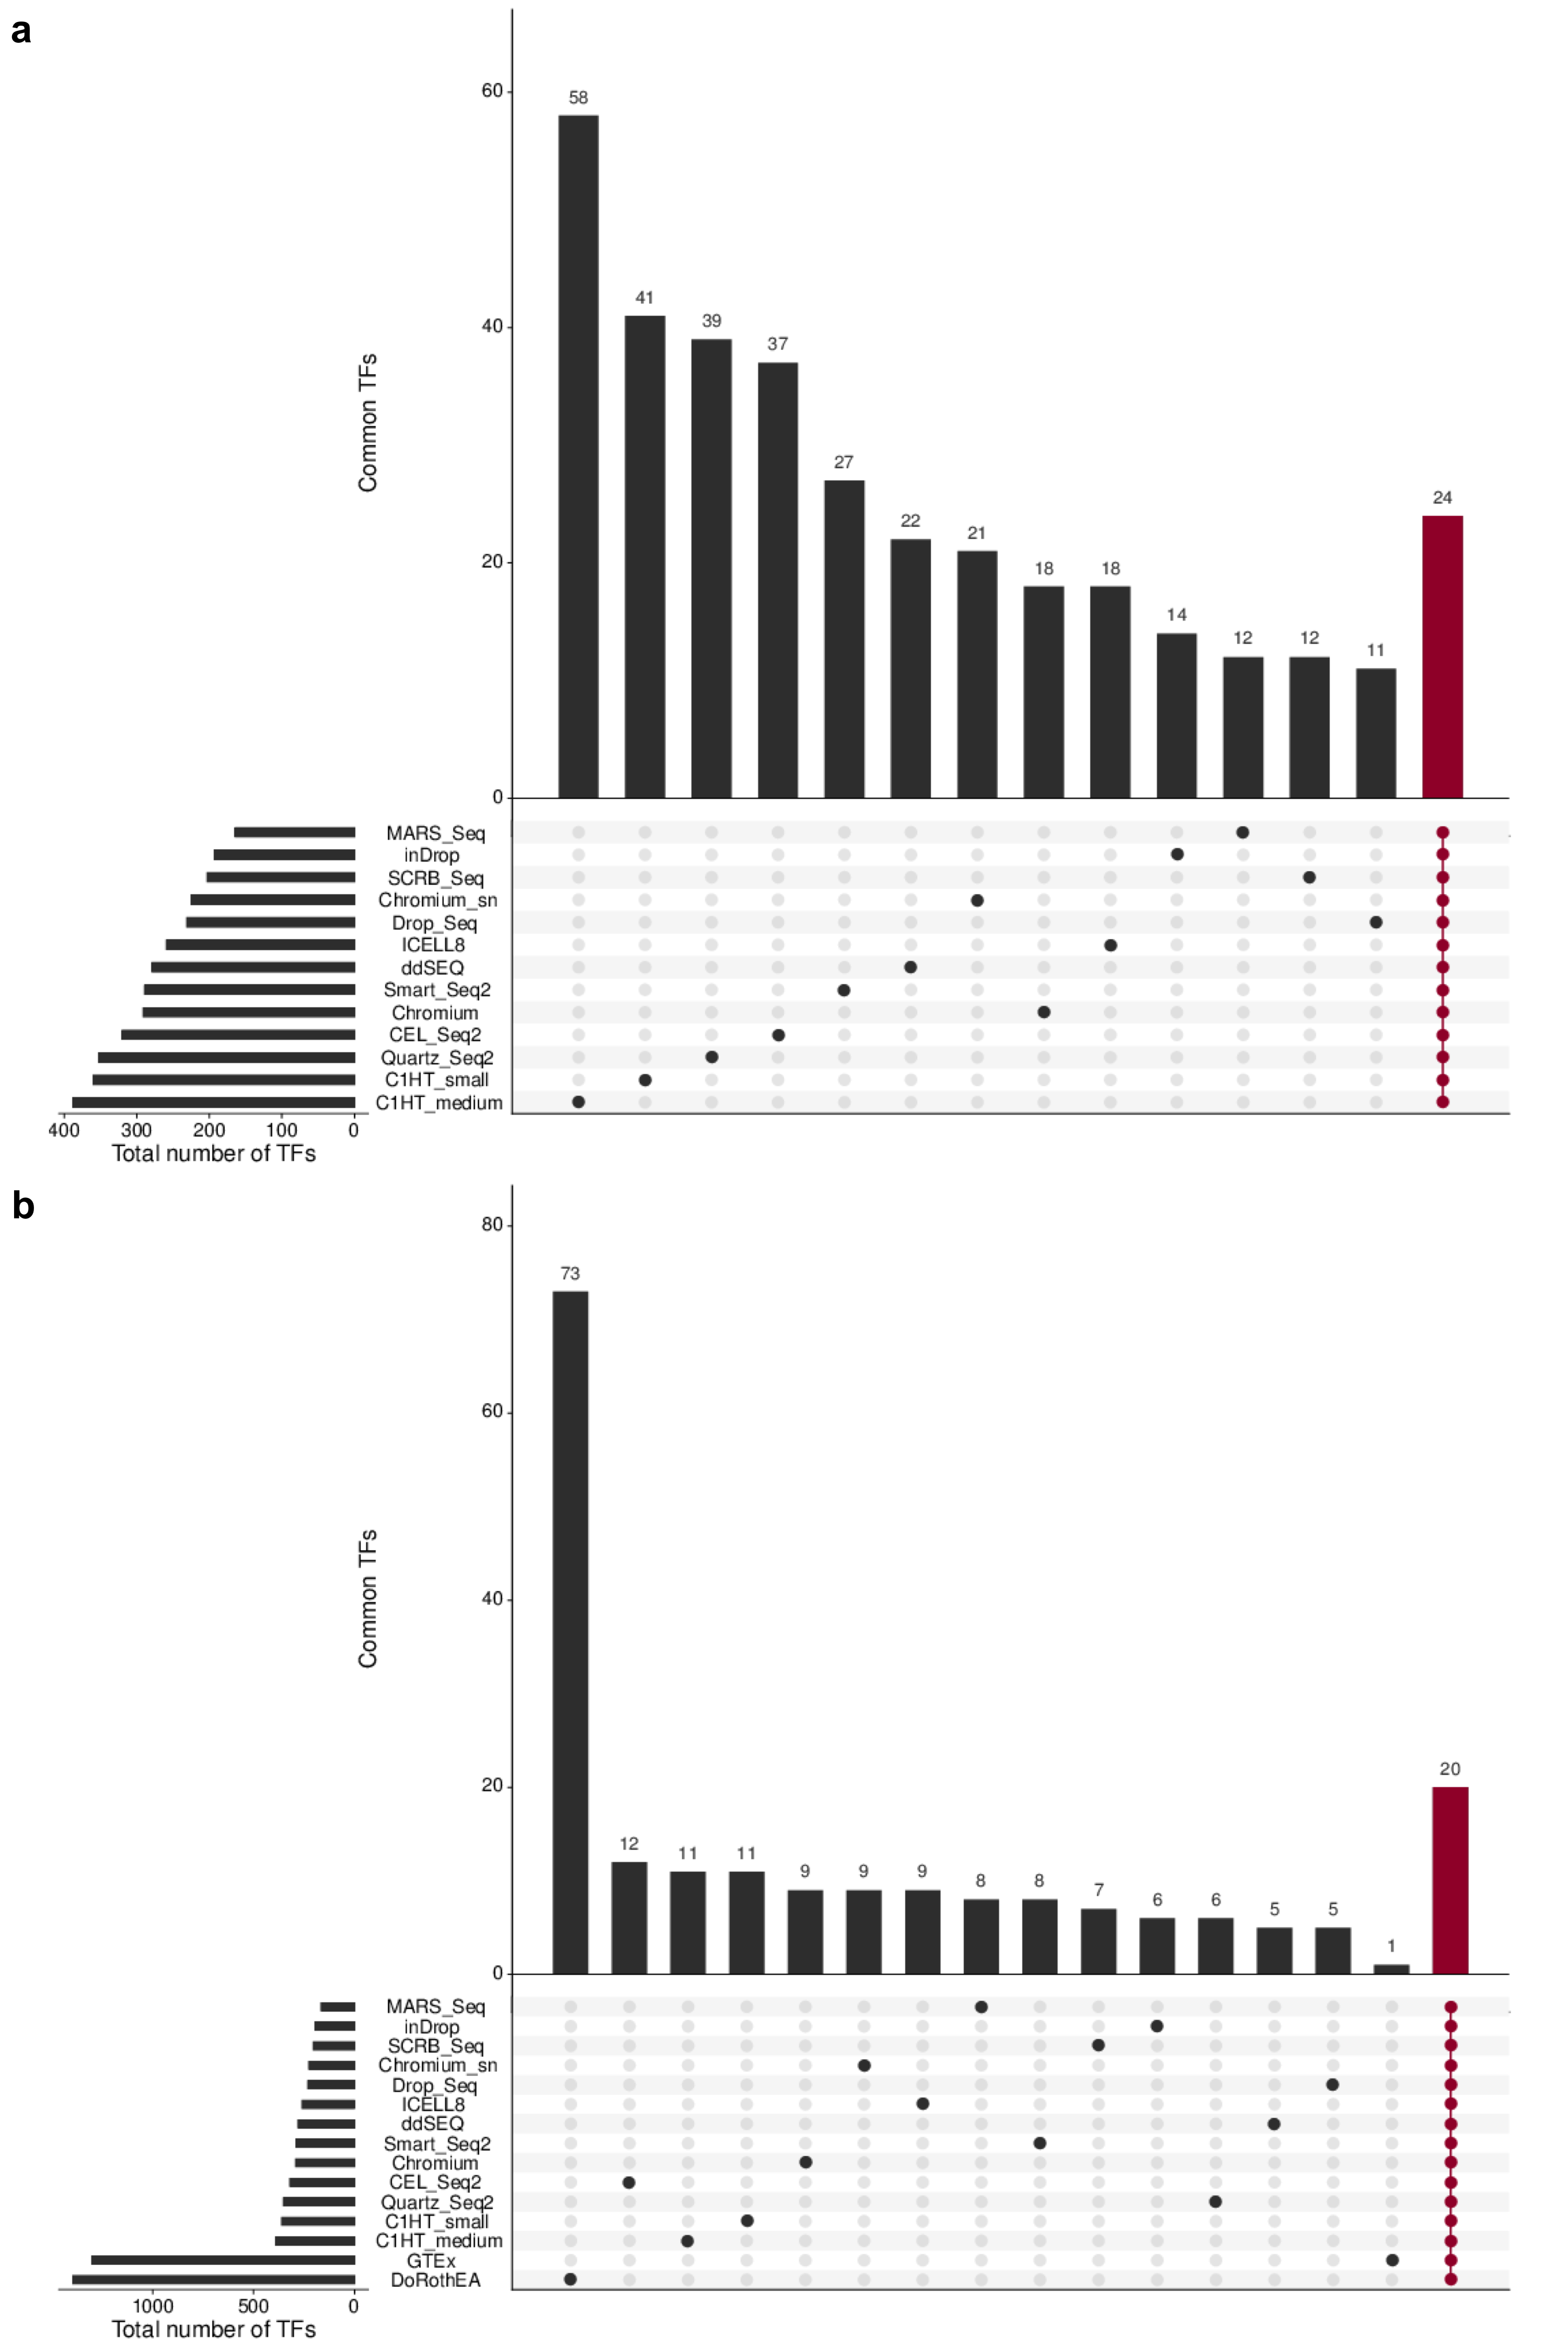 a
60
40
20
0
Common TFs
58
41
39
37
27
22
21
18
18
14
12
12
11
24
MARS_Seq
inDrop
SCRB_Seq
Chromium_sn
Drop_Seq
ICELL8
ddSEQ
Smart_Seq2
Chromium
CEL_Seq2
Quartz_Seq2
C1HT_small
C1HT_medium
400 300 200 100 0
Total number of TFs
b
80
60
40
20
0
Common TFs
73
12
11
11
9
9
9
8
8
7
6
6
5
5
1
20
MARS_Seq
inDrop
SCRB_Seq
Chromium_sn
Drop_Seq
ICELL8
ddSEQ
Smart_Seq2
Chromium
CEL_Seq2
Quartz_Seq2
C1HT_small
C1HT_medium
GTEx
DoRothEA
1000 500 0
Total number of TFs